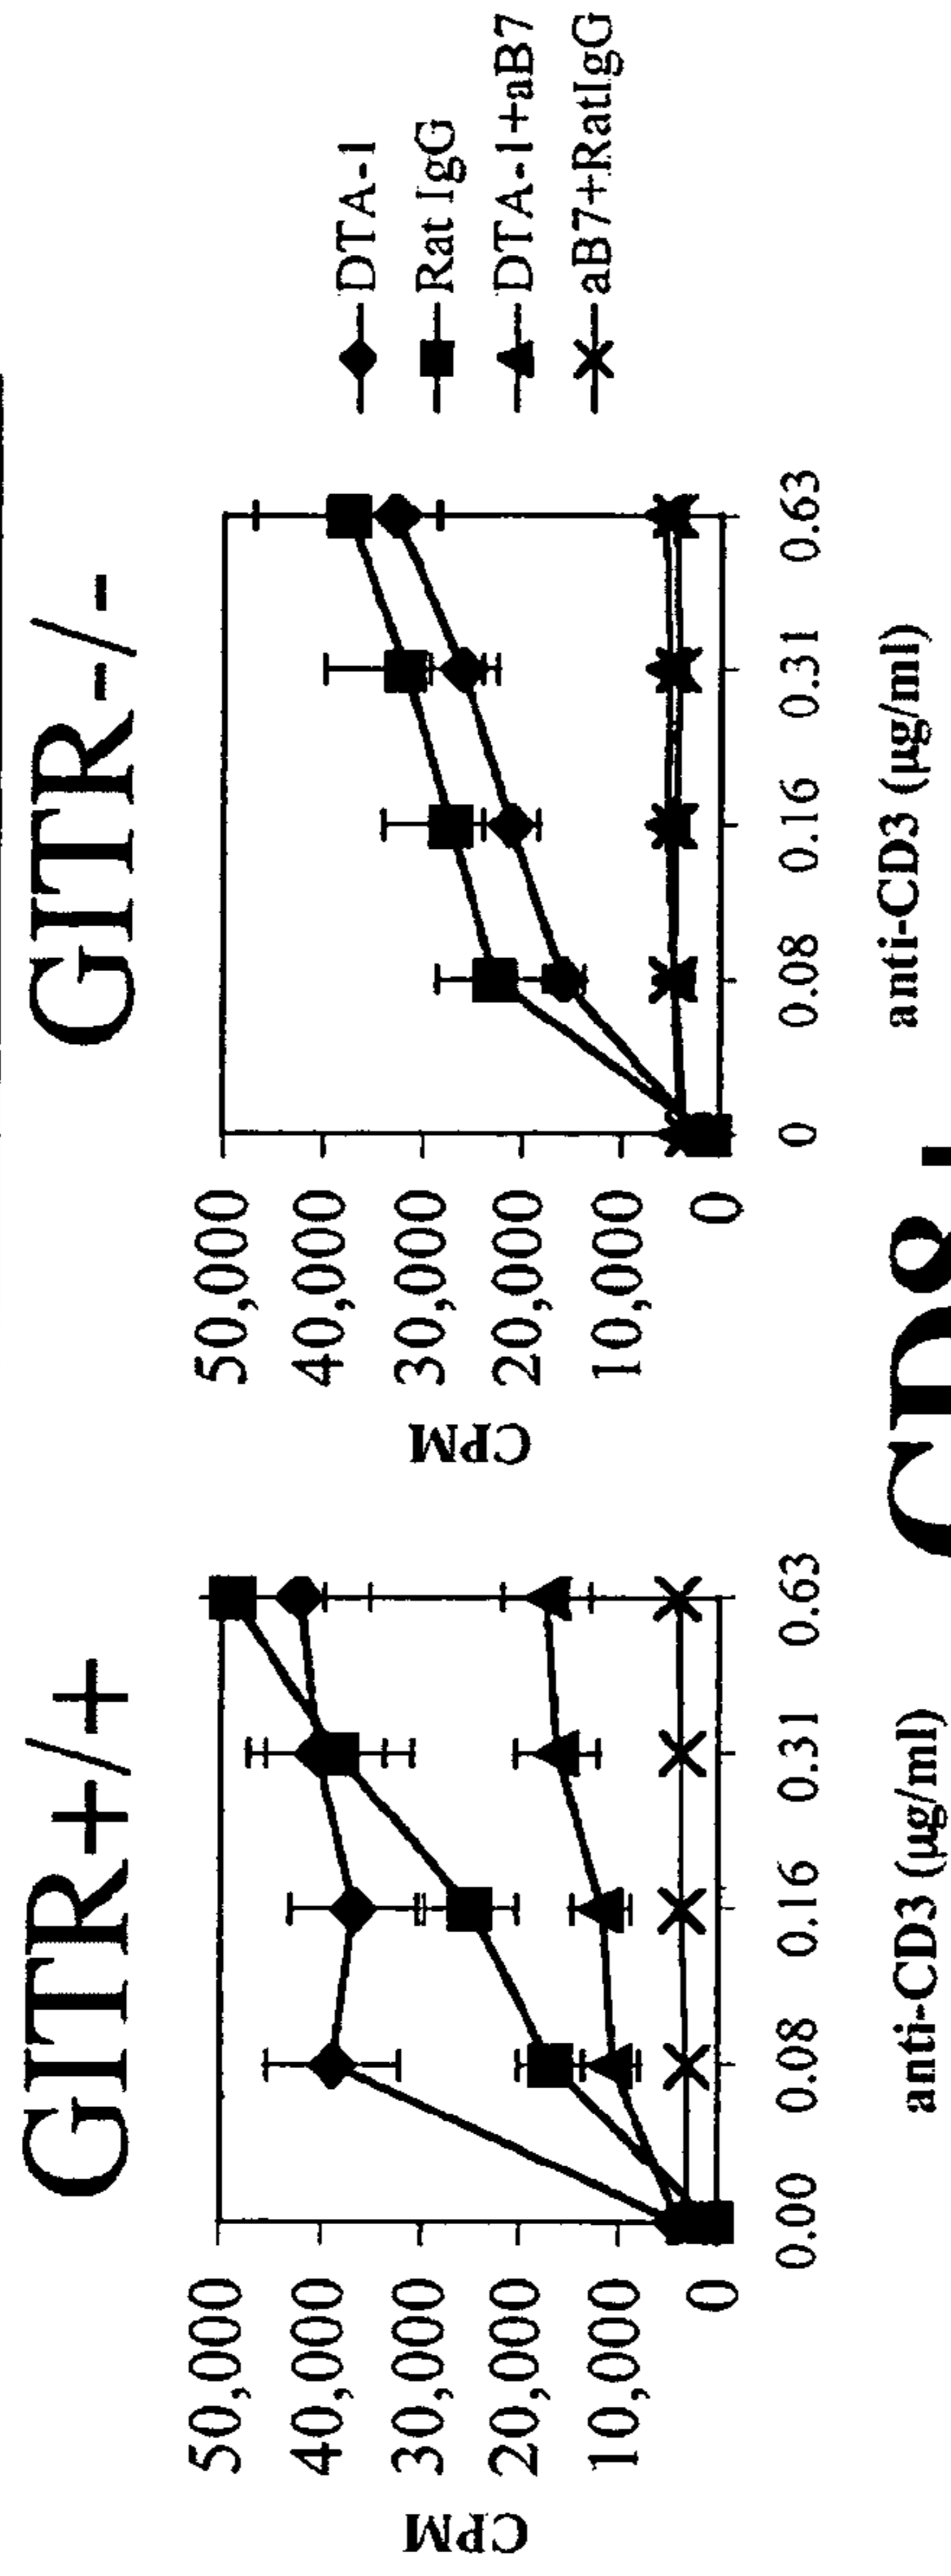 GITR+/+
CPM
50,000
40,000
30,000
20,000
10,000
0
0.00 0.08 0.16 0.31 0.63
anti-CD3 (µg/ml)
GITR-/-
CPM
50,000
40,000
30,000
20,000
10,000
0
0 0.08 0.16 0.31 0.63
anti-CD3 (µg/ml)
DTA-1
Rat IgG
DTA-1+aB7
aB7+RatIgG